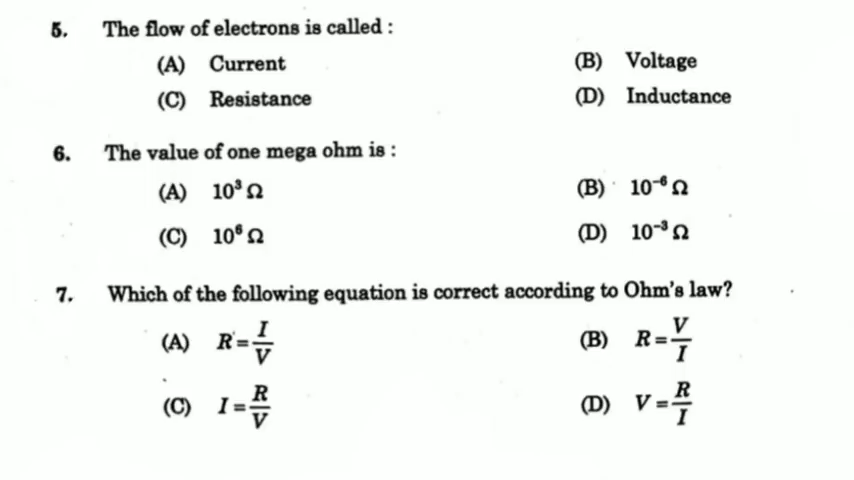 5. The flow of electrons is called :
(A) Current (B) Voltage
(C) Resistance (D) Inductance
6. The value of one mega ohm is :
(A) 10³ Ω (B) 10⁻⁶ Ω
(C) 10⁶ Ω (D) 10⁻³ Ω
7. Which of the following equation is correct according to Ohm's law?
(A) R = I/V (B) R = V/I
(C) I = R/V (D) V = R/I